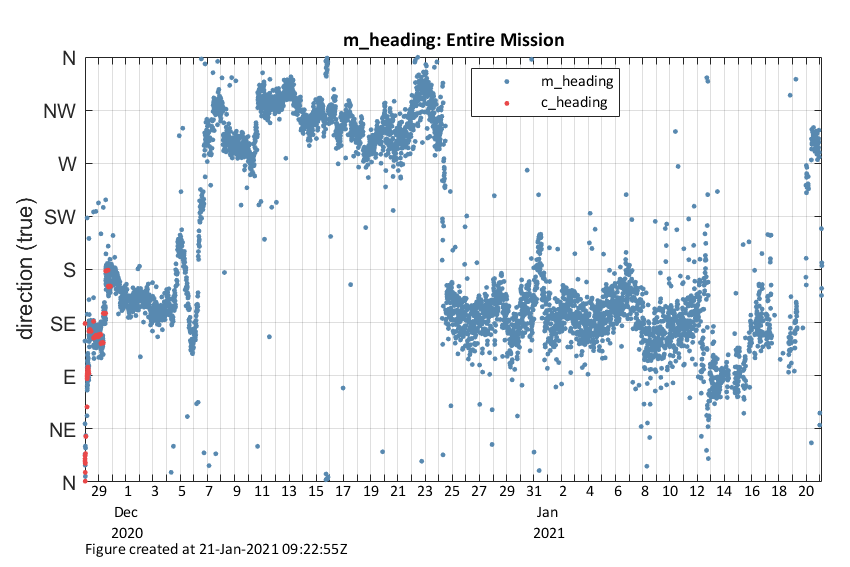 m_heading: Entire Mission
m_heading
c_heading
direction (true)
N
NW
W
SW
S
SE
E
NE
N
29 1 3 5 7 9 11 13 15 17 19 21 23 25 27 29 31 2 4 6 8 10 12 14 16 18 20
Dec Jan
2020 2021
Figure created at 21-Jan-2021 09:22:55Z